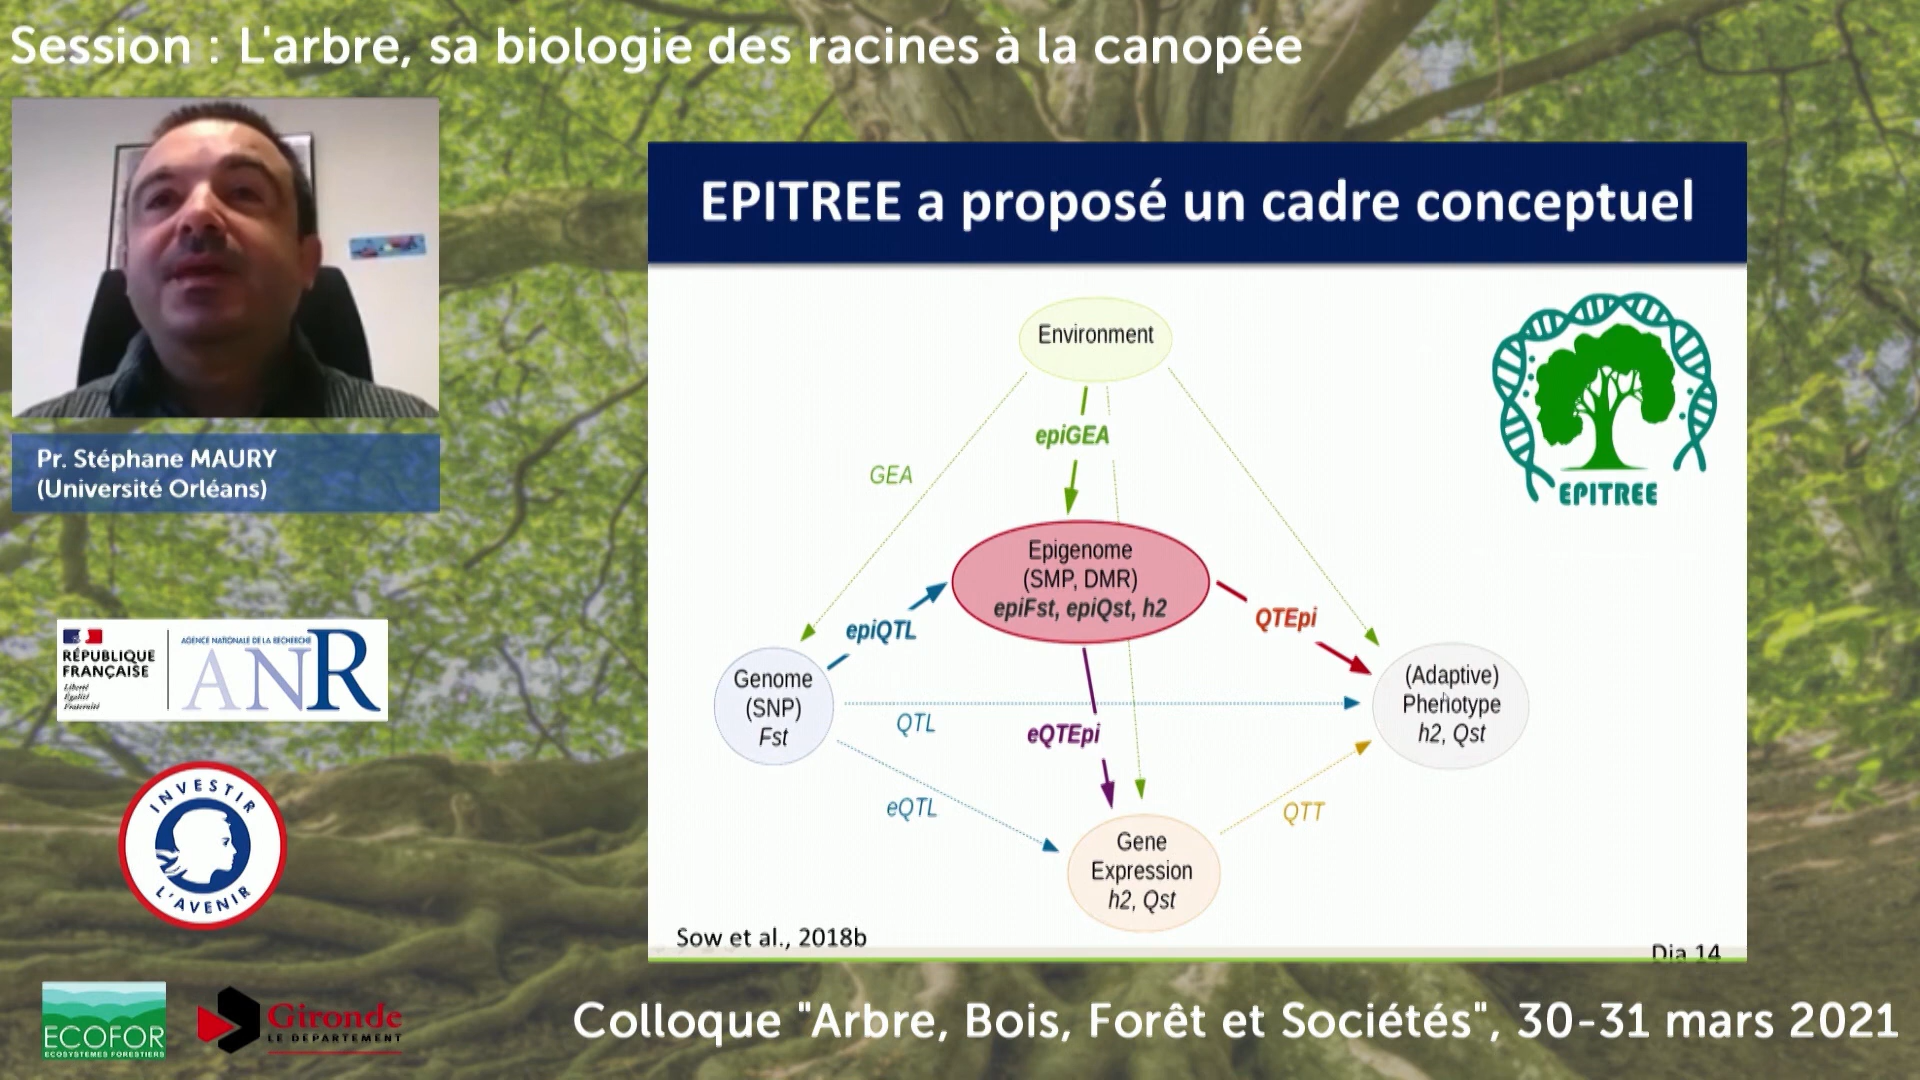 Session : L'arbre, sa biologie des racines à la canopée
Pr. Stéphane MAURY
(Université Orléans)
EPITREE a proposé un cadre conceptuel
Environment
epiGEA
GEA
EPITREE
Epigenome
(SMP, DMR)
epiFst, epiQst, h2
epiQTL
QTEpi
Genome
(SNP)
Fst
(Adaptive)
Phenotype
h2, Qst
QTL
eQTEpi
eQTL
QTT
Gene
Expression
h2, Qst
Sow et al., 2018b
Dia 14
RÉPUBLIQUE
FRANÇAISE
Liberté
Égalité
Fraternité
AGENCE NATIONALE DE LA RECHERCHE
ANR
INVESTIR
L'AVENIR
ECOFOR
ECOSYSTEMES FORESTIERS
Gironde
LE DEPARTEMENT
Colloque "Arbre, Bois, Forêt et Sociétés", 30-31 mars 2021